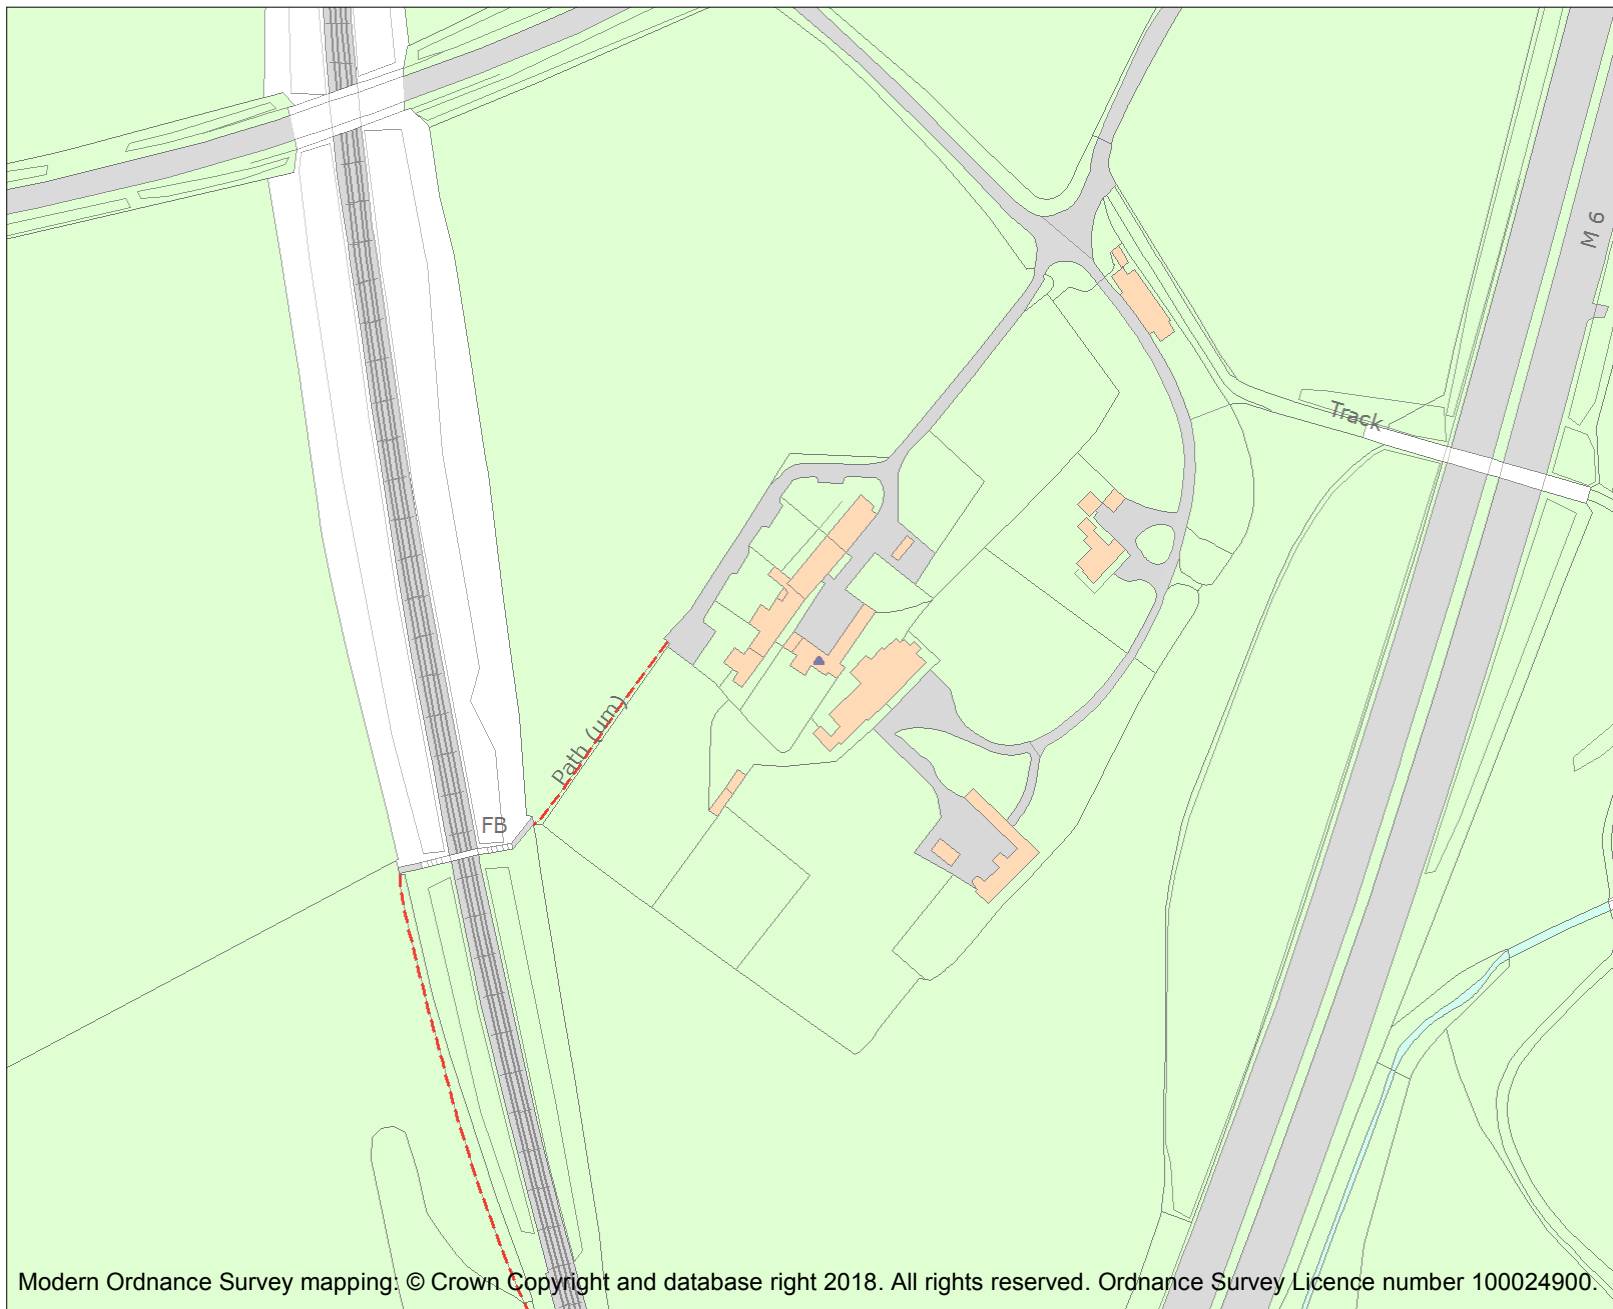 M 6
Track
Path (um)
FB
Modern Ordnance Survey mapping: © Crown Copyright and database right 2018. All rights reserved. Ordnance Survey Licence number 100024900.